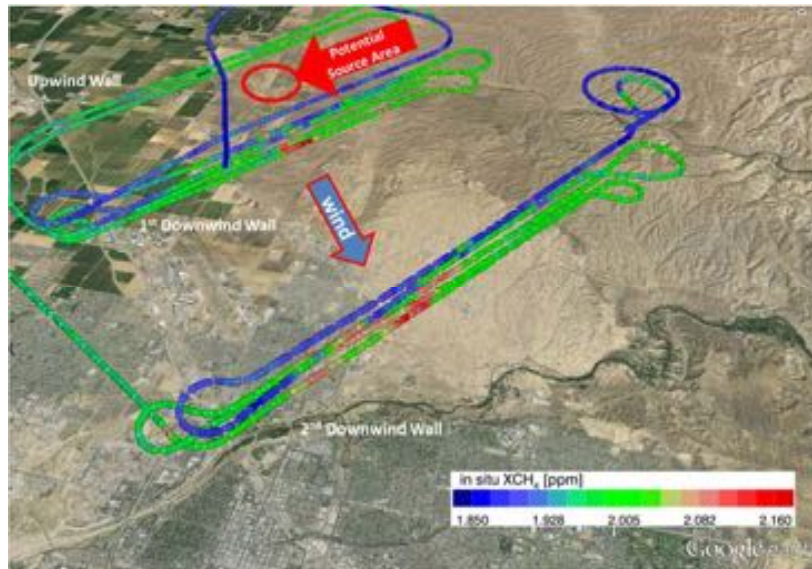 Potential
Source Area
Upwind Wall
1st Downwind Wall
wind
2nd Downwind Wall
in situ XCH4 [ppm]
1.850 1.928 2.005 2.082 2.160
Google